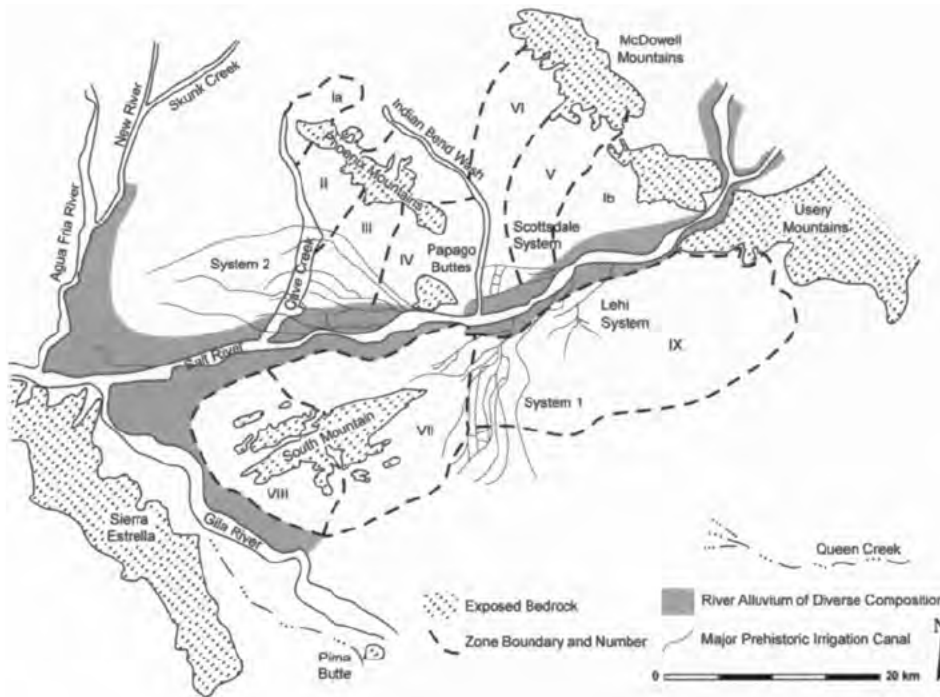 McDowell
Mountains
New River
Skunk Creek
Agua Fria River
Ia
Indian Bend Wash
VI
Phoenix Mountains
II
V
Ib
III
Usery
Mountains
IV
Papago
Buttes
Scottsdale
System
System 2
Cave Creek
Lehi
System
IX
Salt River
System 1
VII
South Mountain
VIII
Sierra
Estrella
Gila River
Queen Creek
Pima
Butte
Exposed Bedrock
River Alluvium of Diverse Composition
Zone Boundary and Number
Major Prehistoric Irrigation Canal
N
0
20 km